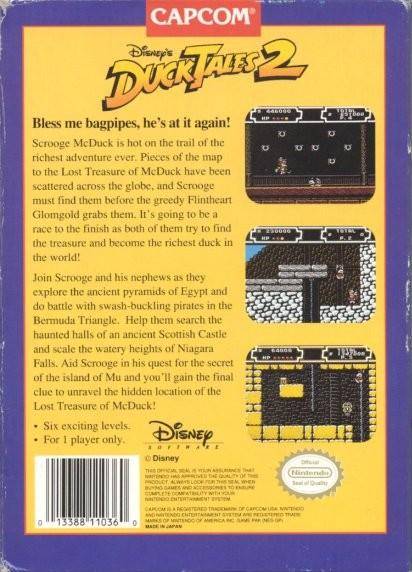 CAPCOM®
Disney's
DUCKTALES 2
Bless me bagpipes, he's at it again!
Scrooge McDuck is hot on the trail of the
richest adventure ever. Pieces of the map
to the Lost Treasure of McDuck have been
scattered across the globe, and Scrooge
must find them before the greedy Flintheart
Glomgold grabs them. It's going to be a
race to the finish as both of them try to find
the treasure and become the richest duck in
the world!
Join Scrooge and his nephews as they
explore the ancient pyramids of Egypt and
do battle with swash-buckling pirates in the
Bermuda Triangle. Help them search the
haunted halls of an ancient Scottish Castle
and scale the watery heights of Niagara
Falls. Aid Scrooge in his quest for the secret
of the island of Mu and you'll gain the final
clue to unravel the hidden location of the
Lost Treasure of McDuck!
• Six exciting levels.
• For 1 player only.
446000 TOTAL
HP P.4
230000 TOTAL
HP P.2
64000 TOTAL
HP
Disney
SOFTWARE
© Disney
THIS OFFICIAL SEAL IS YOUR ASSURANCE THAT
NINTENDO HAS APPROVED THE QUALITY OF THIS
PRODUCT. ALWAYS LOOK FOR THIS SEAL WHEN
BUYING GAMES AND ACCESSORIES TO ENSURE
COMPLETE COMPATIBILITY WITH YOUR
NINTENDO ENTERTAINMENT SYSTEM.
Official
Nintendo
Seal of Quality
CAPCOM IS A REGISTERED TRADEMARK OF CAPCOM USA. NINTENDO
AND NINTENDO ENTERTAINMENT SYSTEM ARE REGISTERED TRADE
MARKS OF NINTENDO OF AMERICA INC. GAME PAK (NES-GP)
MADE IN JAPAN
0 13388 11036 0